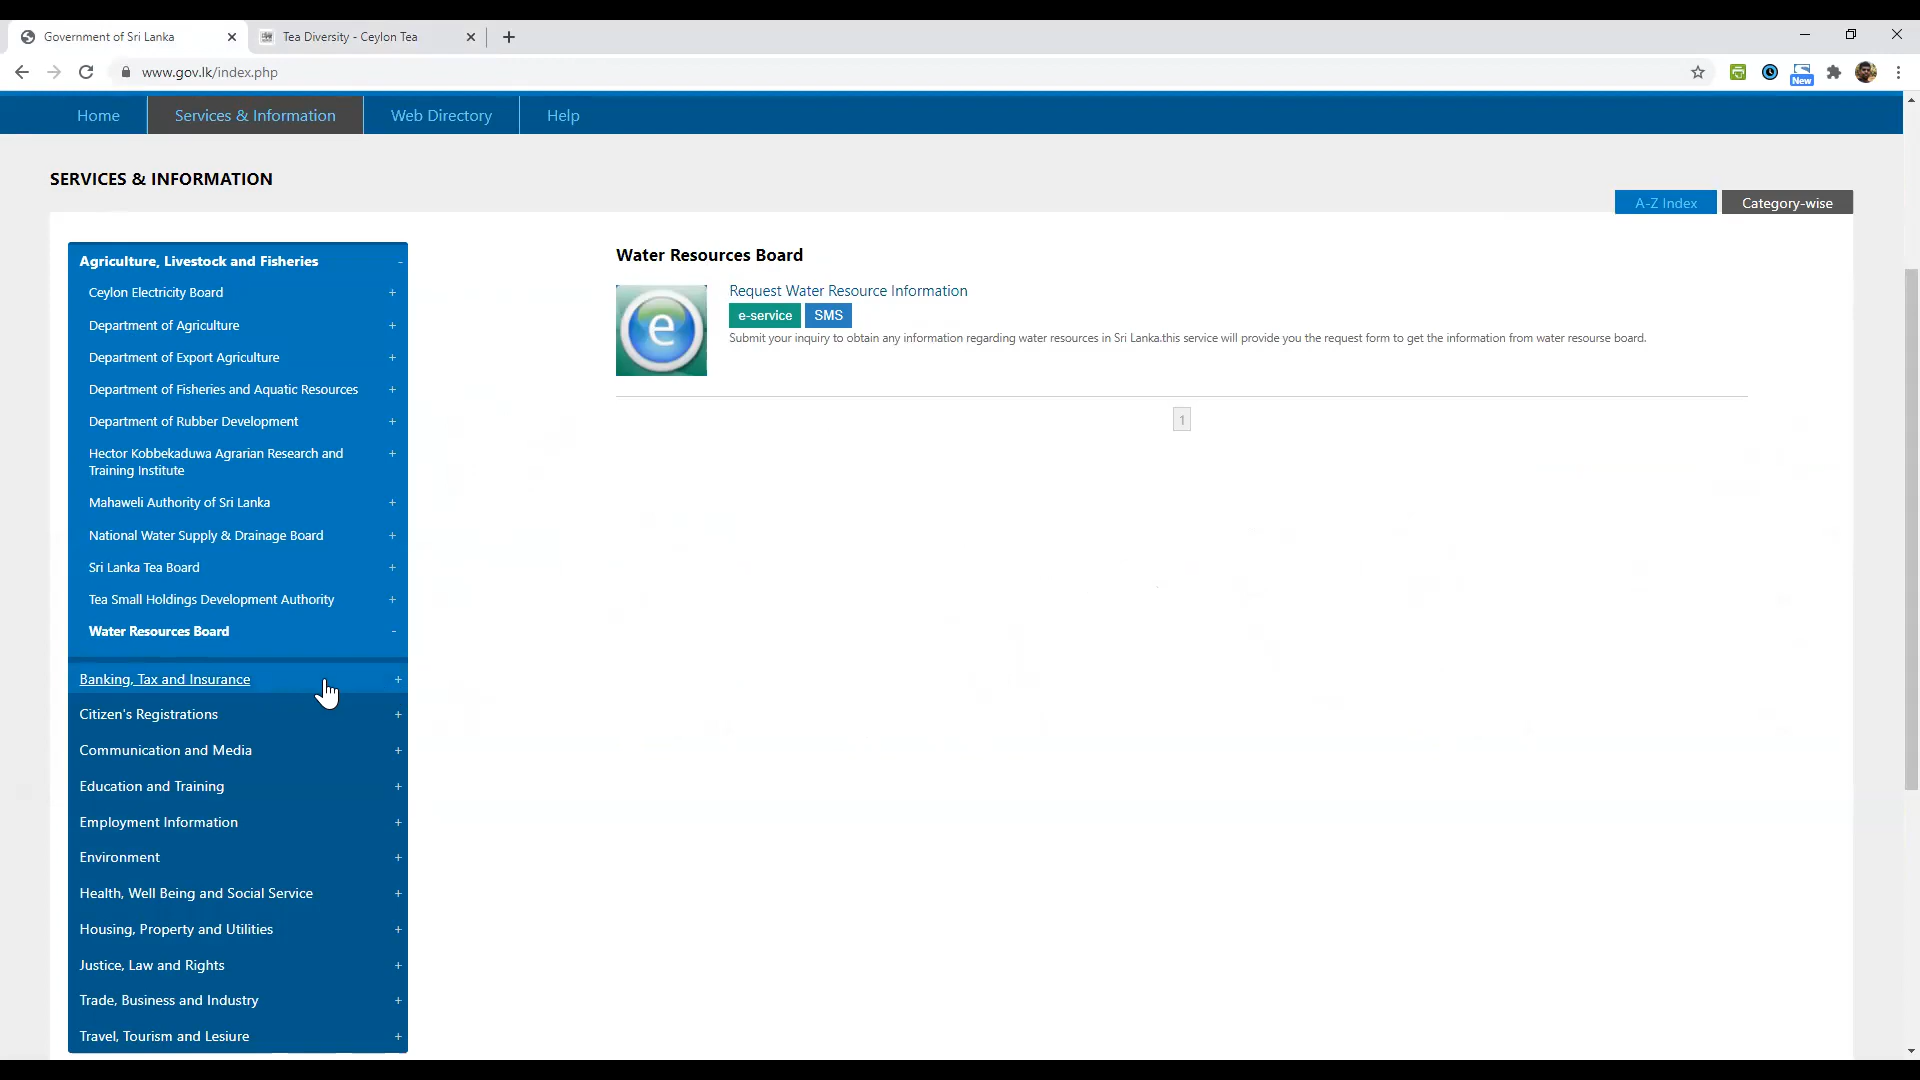 Government of Sri Lanka
Tea Diversity - Ceylon Tea
www.gov.lk/index.php
New
Home
Services & Information
Web Directory
Help
SERVICES & INFORMATION
A-Z Index
Category-wise
Agriculture, Livestock and Fisheries -
Ceylon Electricity Board +
Department of Agriculture +
Department of Export Agriculture +
Department of Fisheries and Aquatic Resources +
Department of Rubber Development +
Hector Kobbekaduwa Agrarian Research and +
Training Institute
Mahaweli Authority of Sri Lanka +
National Water Supply & Drainage Board +
Sri Lanka Tea Board +
Tea Small Holdings Development Authority +
Water Resources Board -
Banking, Tax and Insurance +
Citizen's Registrations +
Communication and Media +
Education and Training +
Employment Information +
Environment +
Health, Well Being and Social Service +
Housing, Property and Utilities +
Justice, Law and Rights +
Trade, Business and Industry +
Travel, Tourism and Lesiure +
Water Resources Board
e
Request Water Resource Information
e-service SMS
Submit your inquiry to obtain any information regarding water resources in Sri Lanka.this service will provide you the request form to get the information from water resourse board.
1